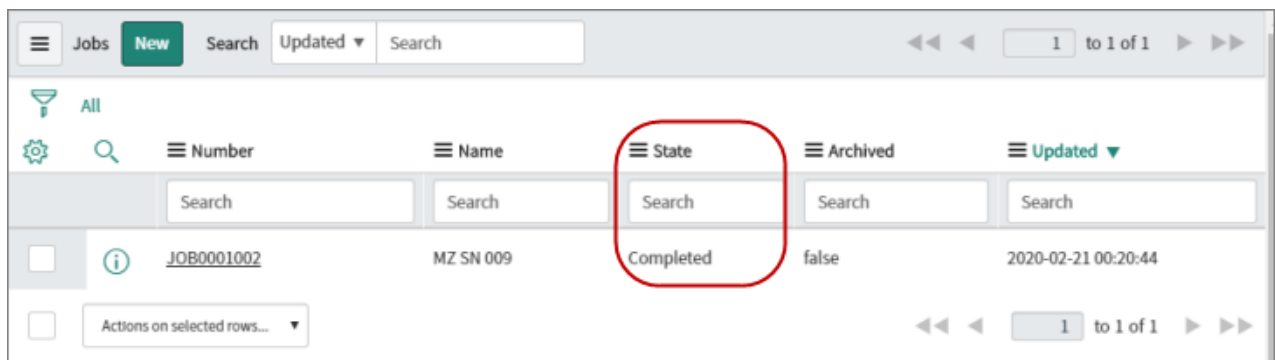 Jobs New Search Updated ▼ Search 1 to 1 of 1
All
Number Name State Archived Updated ▼
Search Search Search Search Search
JOB0001002 MZ SN 009 Completed false 2020-02-21 00:20:44
Actions on selected rows... ▼ 1 to 1 of 1